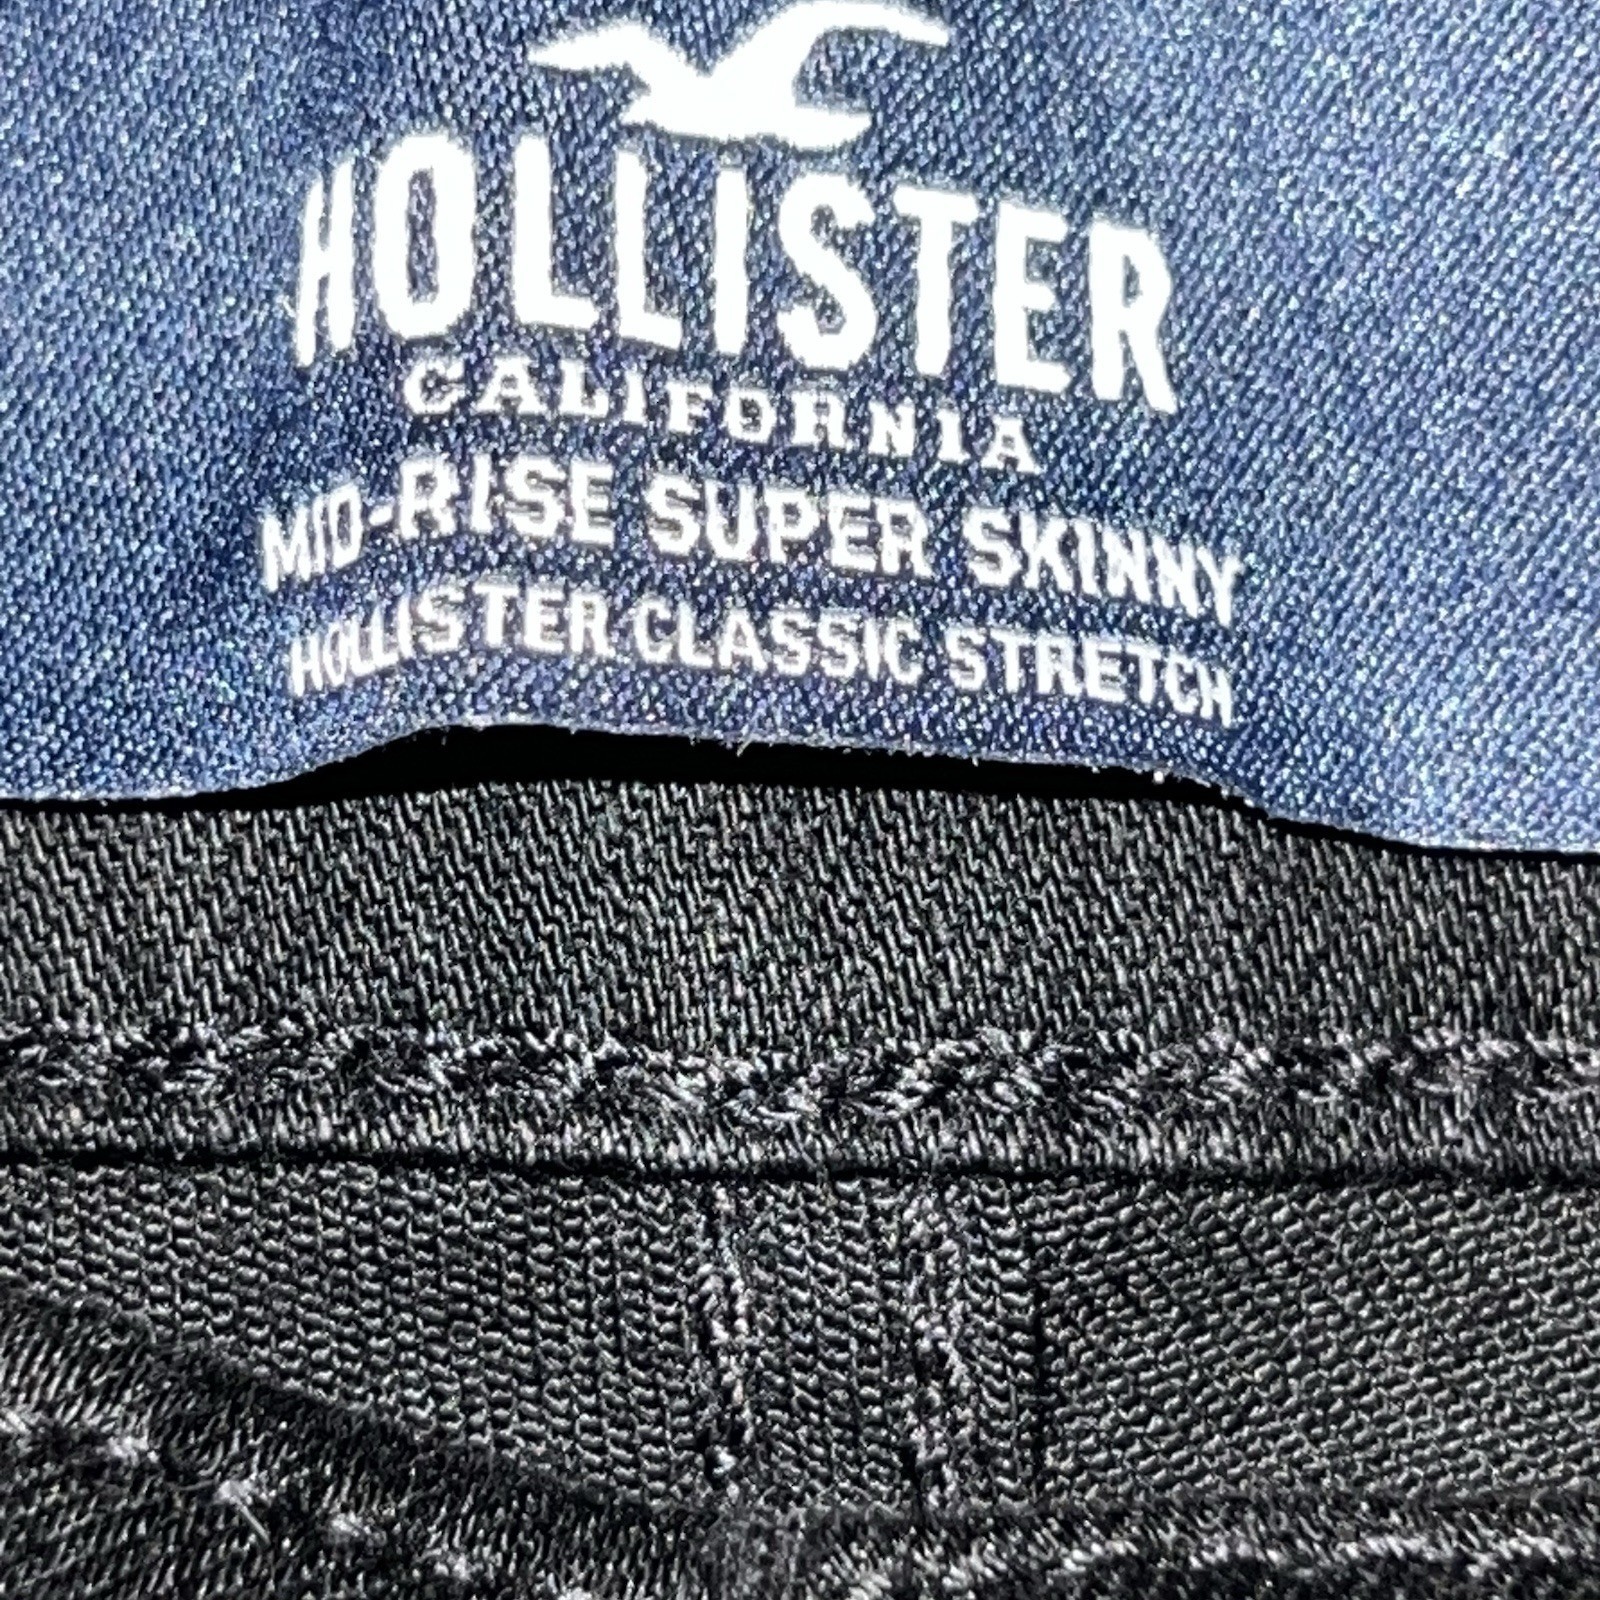 HOLLISTER
CALIFORNIA
MID-RISE SUPER SKINNY
HOLLISTER CLASSIC STRETCH